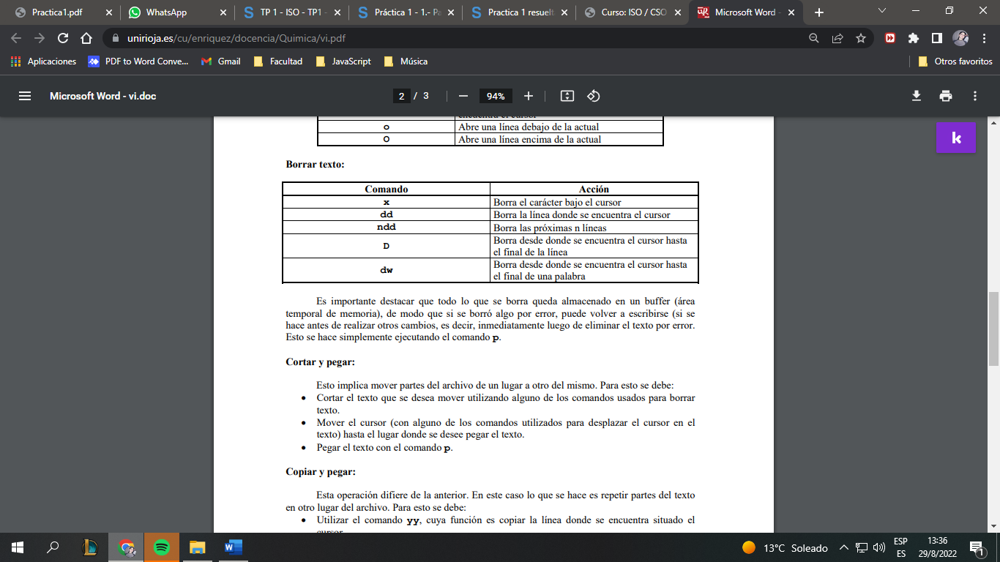 Practica1.pdf
WhatsApp
TP 1 - ISO - TP1 -
Práctica 1 - 1.- Pa
Practica 1 resuelt
Curso: ISO / CSO
Microsoft Word -
unirioja.es/cu/enriquez/docencia/Quimica/vi.pdf
Aplicaciones
PDF to Word Conve...
Gmail
Facultad
JavaScript
Música
Otros favoritos
Microsoft Word - vi.doc
2 / 3
94%
k
encuentra el cursor
o Abre una línea debajo de la actual
O Abre una línea encima de la actual
Borrar texto:
Comando Acción
x Borra el carácter bajo el cursor
dd Borra la línea donde se encuentra el cursor
ndd Borra las próximas n líneas
D Borra desde donde se encuentra el cursor hasta
el final de la línea
dw Borra desde donde se encuentra el cursor hasta
el final de una palabra
Es importante destacar que todo lo que se borra queda almacenado en un buffer (área
temporal de memoria), de modo que si se borró algo por error, puede volver a escribirse (si se
hace antes de realizar otros cambios, es decir, inmediatamente luego de eliminar el texto por error.
Esto se hace simplemente ejecutando el comando p.
Cortar y pegar:
Esto implica mover partes del archivo de un lugar a otro del mismo. Para esto se debe:
• Cortar el texto que se desea mover utilizando alguno de los comandos usados para borrar
texto.
• Mover el cursor (con alguno de los comandos utilizados para desplazar el cursor en el
texto) hasta el lugar donde se desee pegar el texto.
• Pegar el texto con el comando p.
Copiar y pegar:
Esta operación difiere de la anterior. En este caso lo que se hace es repetir partes del texto
en otro lugar del archivo. Para esto se debe:
• Utilizar el comando yy, cuya función es copiar la línea donde se encuentra situado el
cursor
13°C Soleado
ESP
ES
13:36
29/8/2022
1